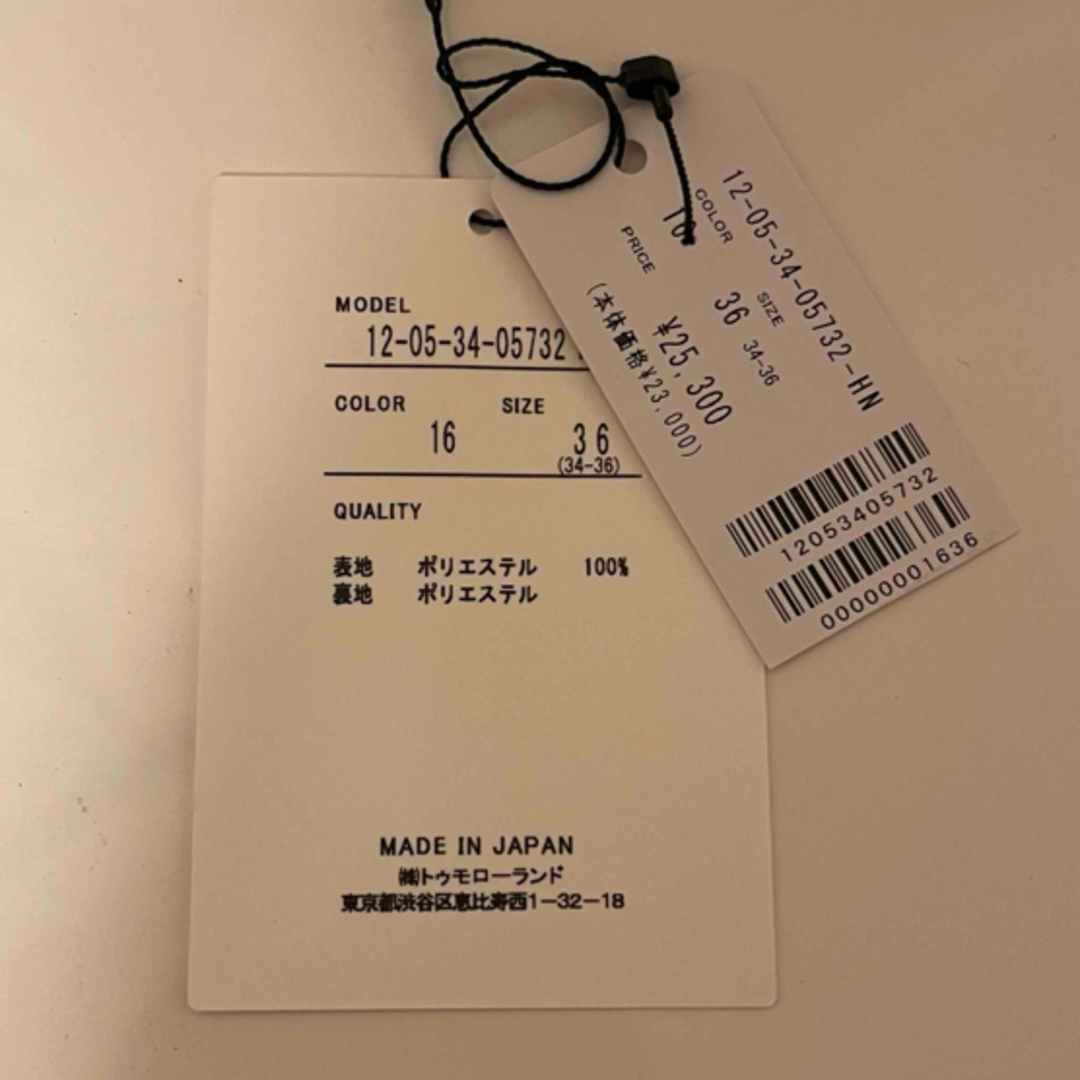 MODEL
12-05-34-05732
COLOR SIZE
16 36
(34-36)
QUALITY
表地 ポリエステル 100%
裏地 ポリエステル
MADE IN JAPAN
㈱トゥモローランド
東京都渋谷区恵比寿西1-32-18
12-05-34-05732-HN
COLOR SIZE
16 36 34-36
PRICE
¥25,300
(本体価格¥23,000)
12053405732
00000001636